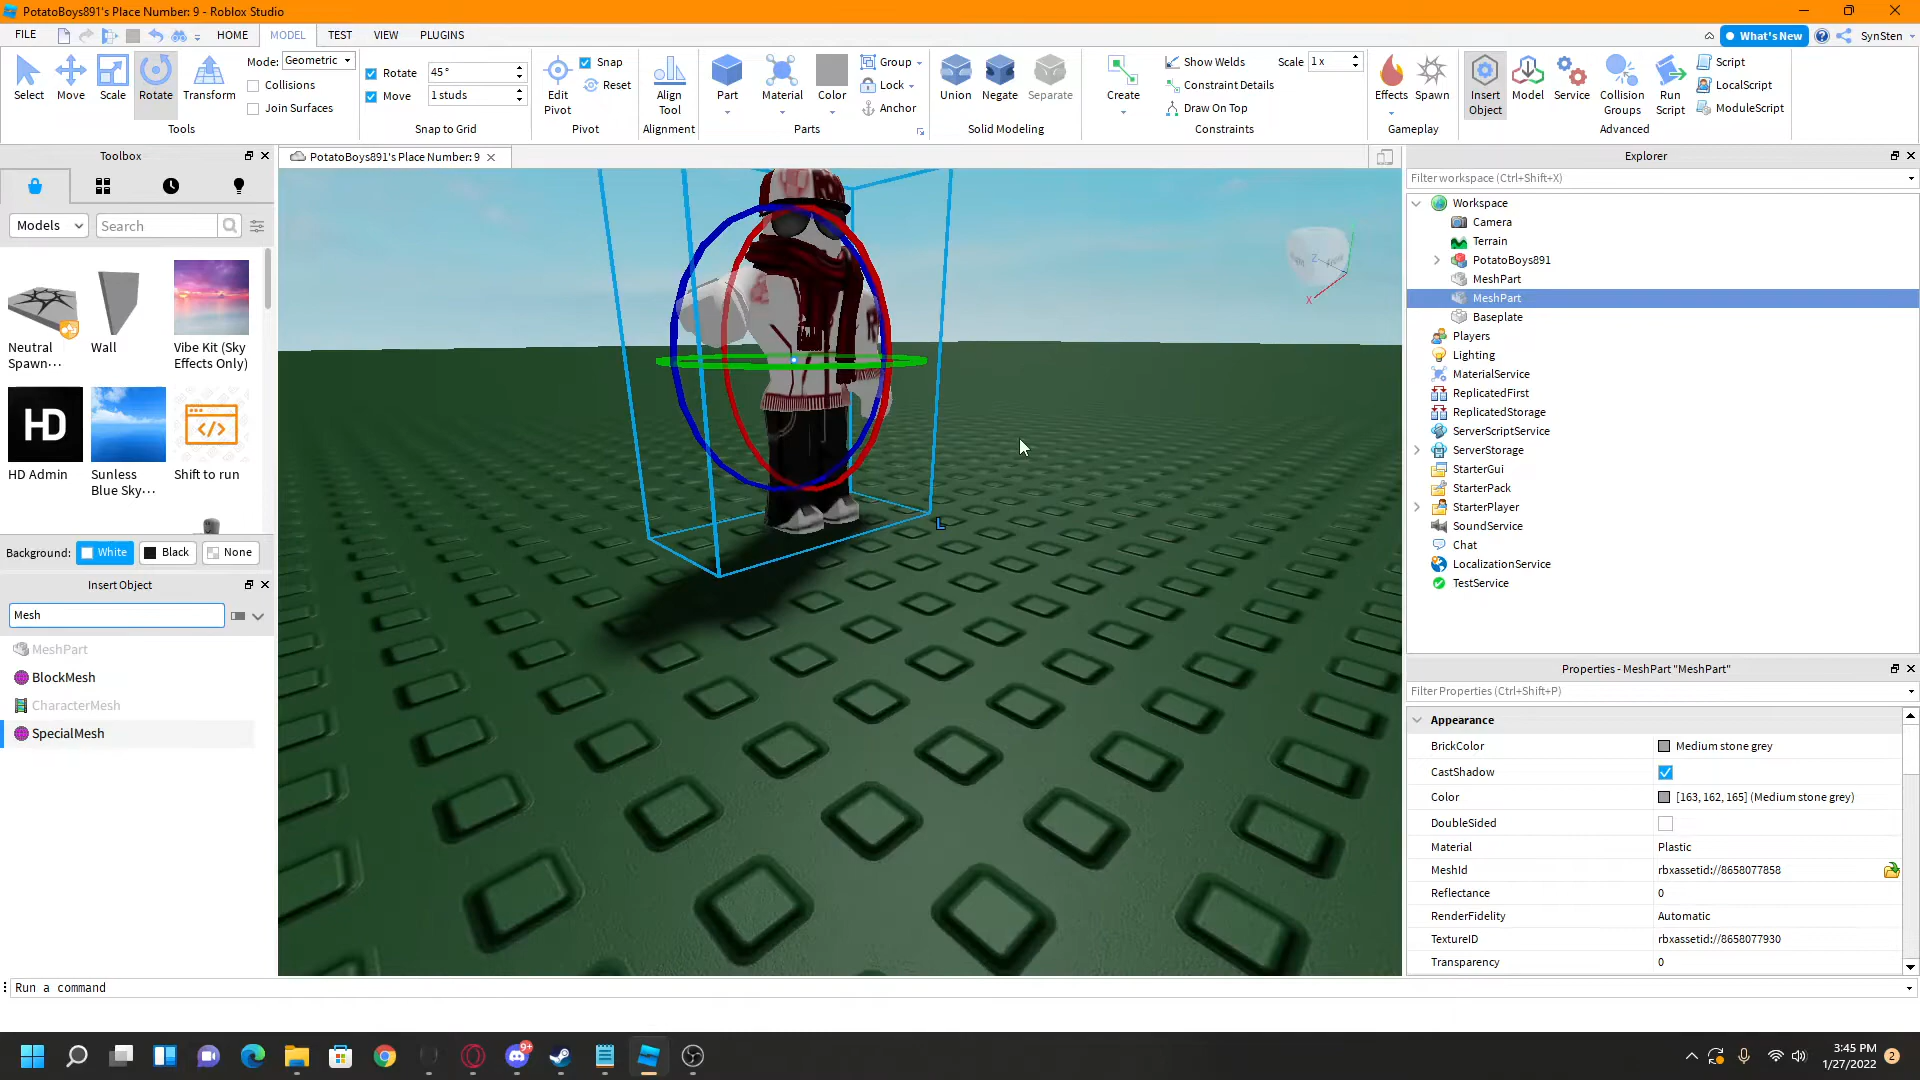 PotatoBoys891's Place Number: 9 - Roblox Studio
FILE HOME MODEL TEST VIEW PLUGINS What's New SynSten
Select Move Scale Rotate Transform
Mode: Geometric
Collisions
Join Surfaces
Tools
Rotate 45°
Move 1 studs
Snap to Grid
Edit Pivot
Snap
Reset
Pivot
Align Tool
Alignment
Part Material Color
Group
Lock
Anchor
Parts
Union Negate Separate
Solid Modeling
Create
Show Welds
Constraint Details
Draw On Top
Scale 1 x
Constraints
Effects Spawn
Gameplay
Insert Object
Model
Service
Collision Groups
Run Script
Script
LocalScript
ModuleScript
Advanced
Toolbox
Models Search
Neutral Spawn...
Wall
Vibe Kit (Sky Effects Only)
HD
HD Admin
Sunless Blue Sky...
Shift to run
Background: White Black None
Insert Object
Mesh
MeshPart
BlockMesh
CharacterMesh
SpecialMesh
PotatoBoys891's Place Number: 9
Z
X
L
Explorer
Filter workspace (Ctrl+Shift+X)
Workspace
Camera
Terrain
PotatoBoys891
MeshPart
MeshPart
Baseplate
Players
Lighting
MaterialService
ReplicatedFirst
ReplicatedStorage
ServerScriptService
ServerStorage
StarterGui
StarterPack
StarterPlayer
SoundService
Chat
LocalizationService
TestService
Properties - MeshPart "MeshPart"
Filter Properties (Ctrl+Shift+P)
Appearance
BrickColor Medium stone grey
CastShadow
Color [163, 162, 165] (Medium stone grey)
DoubleSided
Material Plastic
MeshId rbxassetid://8658077858
Reflectance 0
RenderFidelity Automatic
TextureID rbxassetid://8658077930
Transparency 0
Run a command
9+
3:45 PM
1/27/2022
2